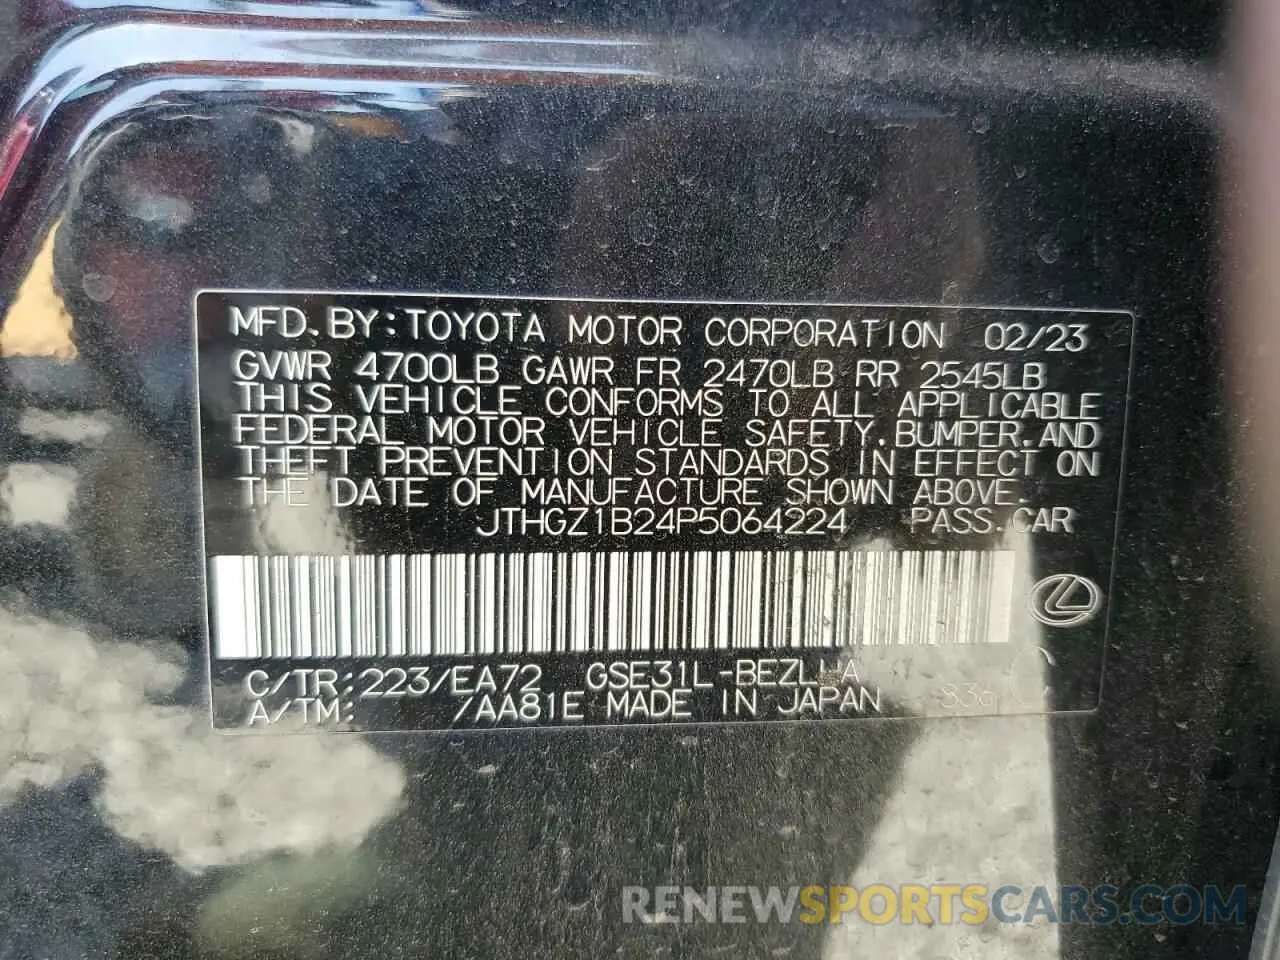 MFD. BY: TOYOTA MOTOR CORPORATION 02/23
GVWR 4700LB GAWR FR 2470LB RR 2545LB
THIS VEHICLE CONFORMS TO ALL APPLICABLE
FEDERAL MOTOR VEHICLE SAFETY, BUMPER, AND
THEFT PREVENTION STANDARDS IN EFFECT ON
THE DATE OF MANUFACTURE SHOWN ABOVE.
JTHGZ1B24P5064224 PASS. CAR
C/TR: 223/EA72
A/TM: /AA81E MADE IN JAPAN
RENEWSPORTSCARS.COM